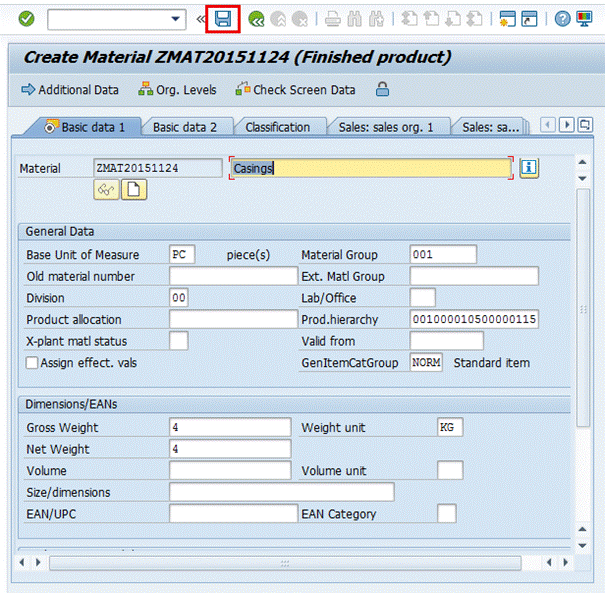 Create Material ZMAT20151124 (Finished product)
Additional Data Org. Levels Check Screen Data
Basic data 1 Basic data 2 Classification Sales: sales org. 1 Sales: sa...
Material ZMAT20151124 Casings
General Data
Base Unit of Measure PC piece(s) Material Group 001
Old material number Ext. Matl Group
Division 00 Lab/Office
Product allocation Prod.hierarchy 001000010500000115
X-plant matl status Valid from
Assign effect. vals GenItemCatGroup NORM Standard item
Dimensions/EANs
Gross Weight 4 Weight unit KG
Net Weight 4
Volume Volume unit
Size/dimensions
EAN/UPC EAN Category